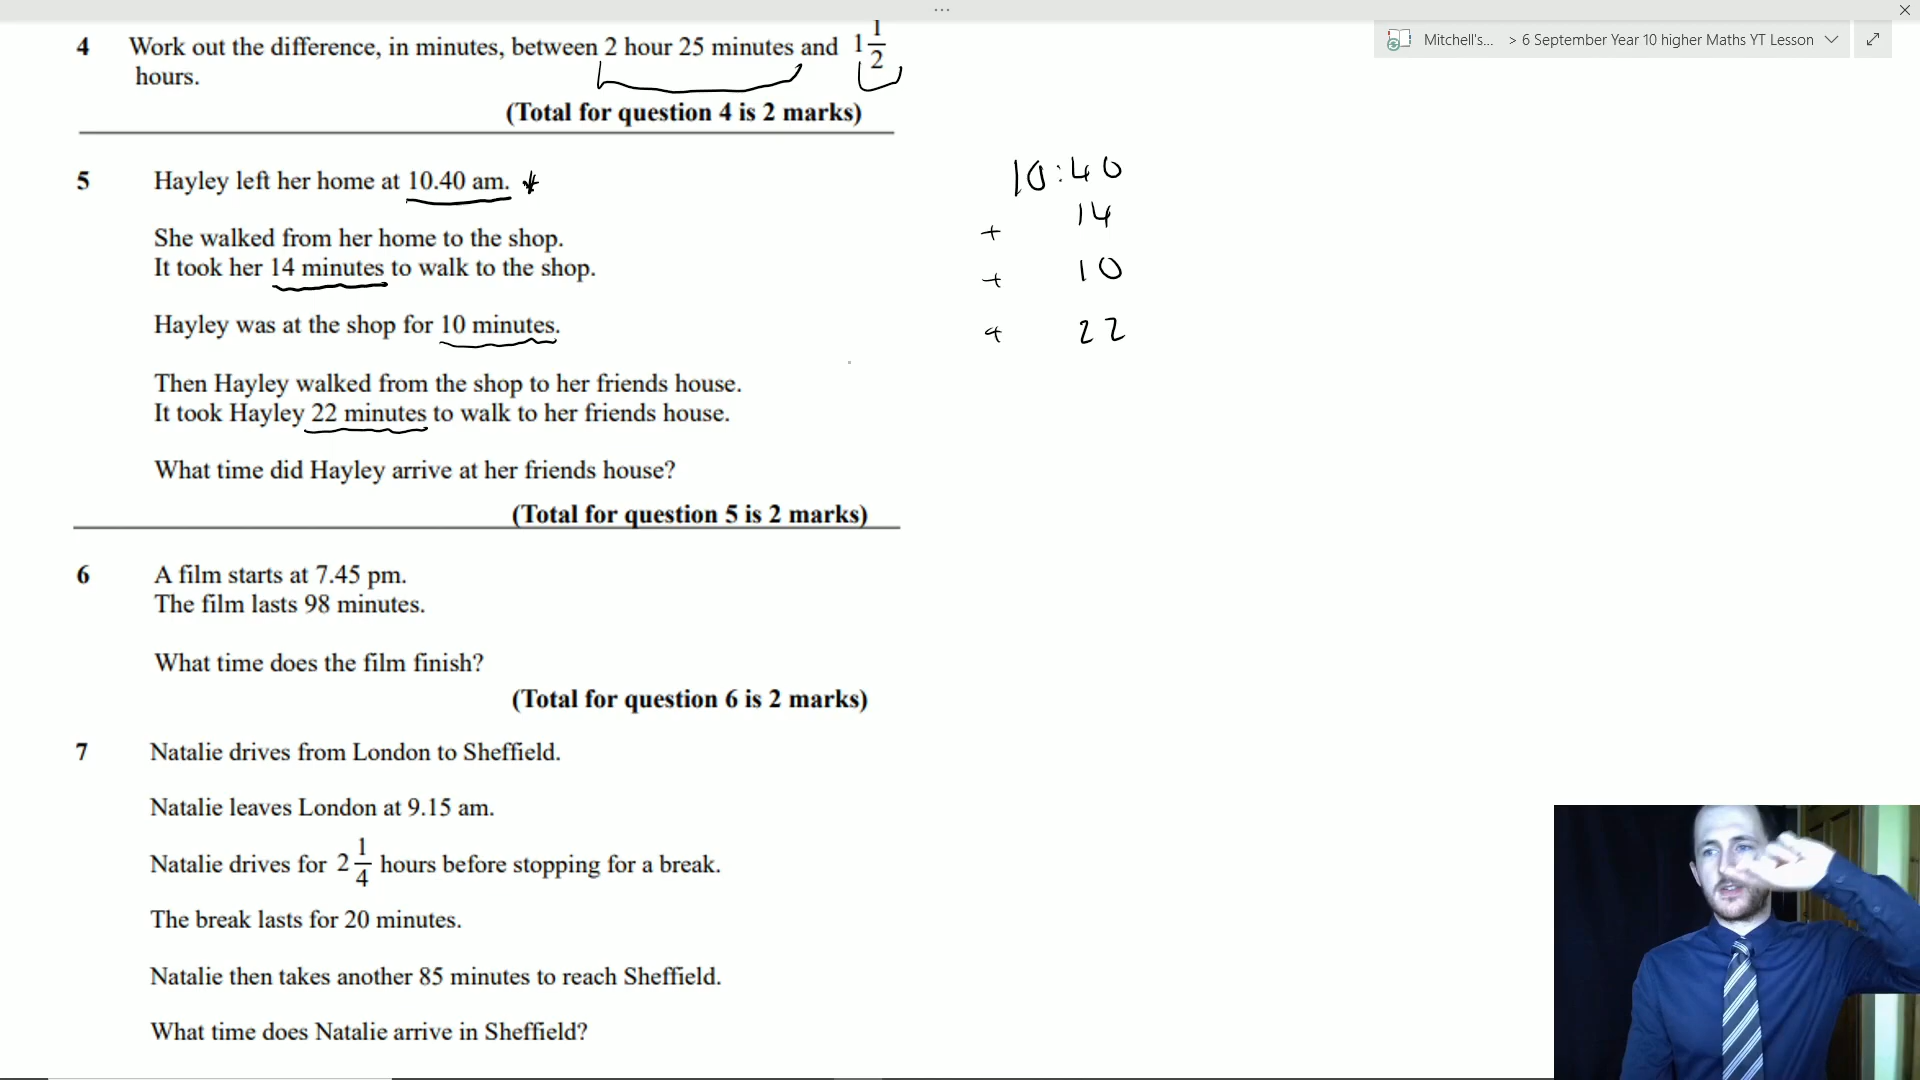 Mitchell's... > 6 September Year 10 higher Maths YT Lesson
4 Work out the difference, in minutes, between 2 hour 25 minutes and 1 1/2
hours.
(Total for question 4 is 2 marks)
5 Hayley left her home at 10.40 am.
She walked from her home to the shop.
It took her 14 minutes to walk to the shop.
Hayley was at the shop for 10 minutes.
Then Hayley walked from the shop to her friends house.
It took Hayley 22 minutes to walk to her friends house.
What time did Hayley arrive at her friends house?
(Total for question 5 is 2 marks)
10:40
+ 14
+ 10
+ 22
6 A film starts at 7.45 pm.
The film lasts 98 minutes.
What time does the film finish?
(Total for question 6 is 2 marks)
7 Natalie drives from London to Sheffield.
Natalie leaves London at 9.15 am.
Natalie drives for 2 1/4 hours before stopping for a break.
The break lasts for 20 minutes.
Natalie then takes another 85 minutes to reach Sheffield.
What time does Natalie arrive in Sheffield?